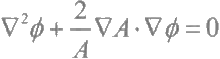 ∇²ϕ + 2/A ∇A · ∇ϕ = 0